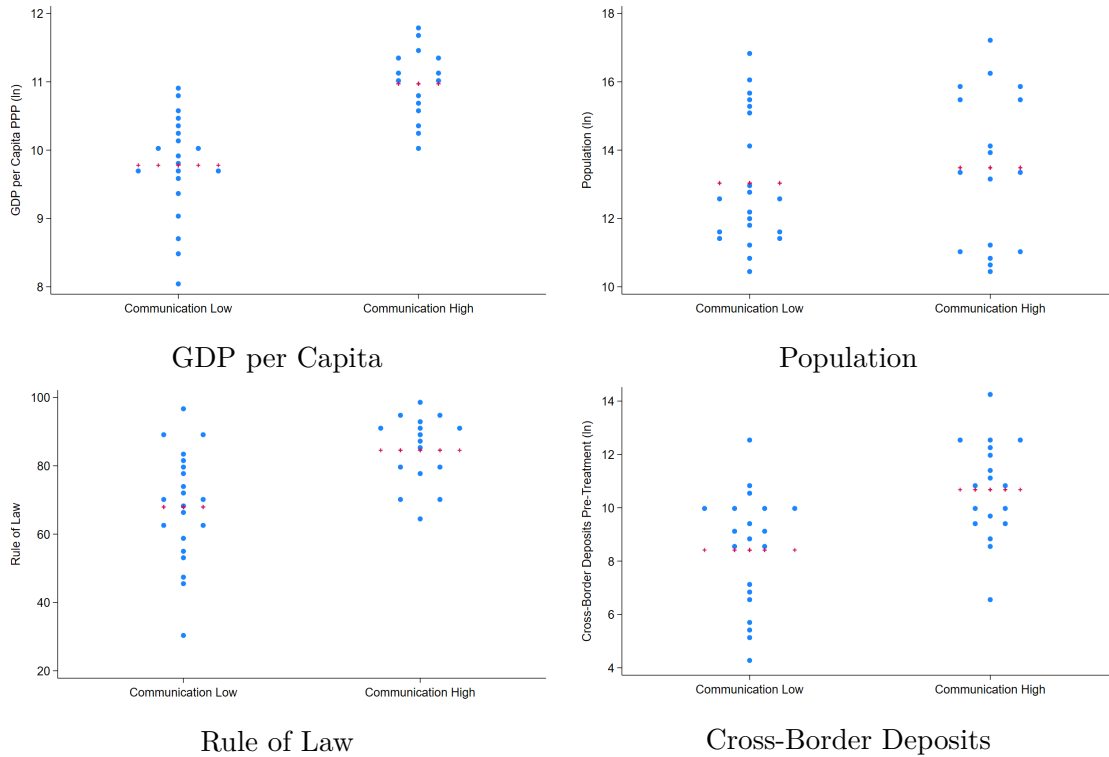 12
11
10
9
8
GDP per Capita PPP (ln)
Communication Low
Communication High
GDP per Capita
18
16
14
12
10
Population (ln)
Communication Low
Communication High
Population
100
80
60
40
20
Rule of Law
Communication Low
Communication High
Rule of Law
14
12
10
8
6
4
Cross-Border Deposits Pre-Treatment (ln)
Communication Low
Communication High
Cross-Border Deposits